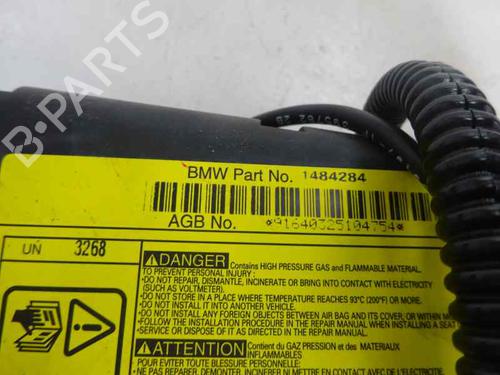 BMW Part No. 1484284
AGB No. *91640325104754*
UN 3268
DANGER Contains HIGH PRESSURE GAS and FLAMMABLE MATERIAL.
TO PREVENT PERSONAL INJURY :
•DO NOT REPAIR, DISMANTLE, INCINERATE OR BRING INTO CONTACT WITH ELECTRICITY
(SUCH AS VOLTMETER).
•DO NOT STORE IN A PLACE WHERE TEMPERATURE REACHES 93°C (200°F) OR MORE.
•DO NOT INSTALL INTO ANOTHER VEHICLE.
•DO NOT INSTALL ANY FOREIGN OBJECTS BETWEEN AIR BAG AND ITS COVER, OR WITHIN
•FOLLOW THE INSTALLATION PROCEDURE IN THE REPAIR MANUAL WHEN INSTALLING A SEAT
•SERVICE OR DISPOSE OF IT AS DIRECTED IN THE REPAIR MANUAL.
ATTENTION Contient du GAZ PRESSION et des MATERIAUX
INFLAMMABLES.
POUR EVITER TOUTE BLESSURE PERSONNELLE :
•NE PAS REPARER, DEMONTER, INCINERER